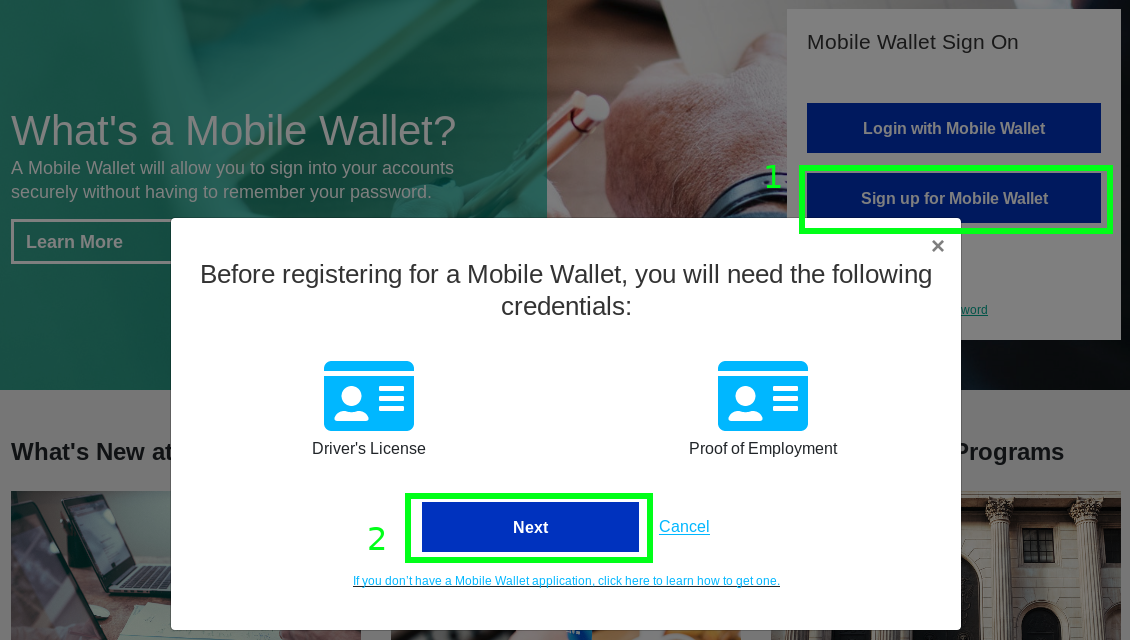 Mobile Wallet Sign On
What's a Mobile Wallet?
A Mobile Wallet will allow you to sign into your accounts
securely without having to remember your password.
Learn More
Login with Mobile Wallet
1
Sign up for Mobile Wallet
×
Before registering for a Mobile Wallet, you will need the following
credentials:
word
Driver's License
Proof of Employment
What's New at
Programs
2
Next
Cancel
If you don't have a Mobile Wallet application, click here to learn how to get one.